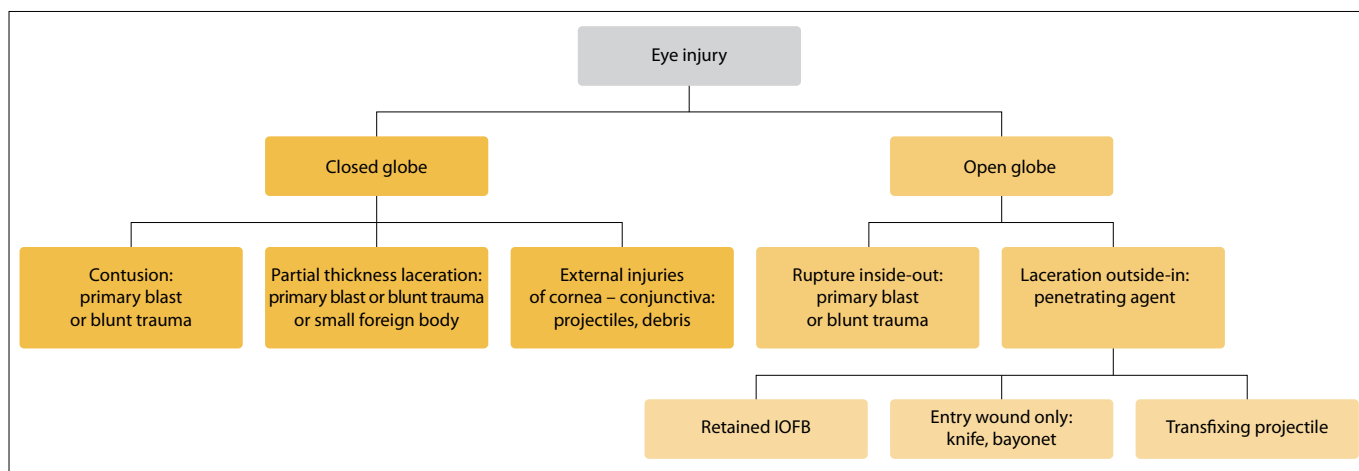 Eye injury
Closed globe
Open globe
Contusion:
primary blast
or blunt trauma
Partial thickness laceration:
primary blast or blunt trauma
or small foreign body
External injuries
of cornea – conjunctiva:
projectiles, debris
Rupture inside-out:
primary blast
or blunt trauma
Laceration outside-in:
penetrating agent
Retained IOFB
Entry wound only:
knife, bayonet
Transfixing projectile